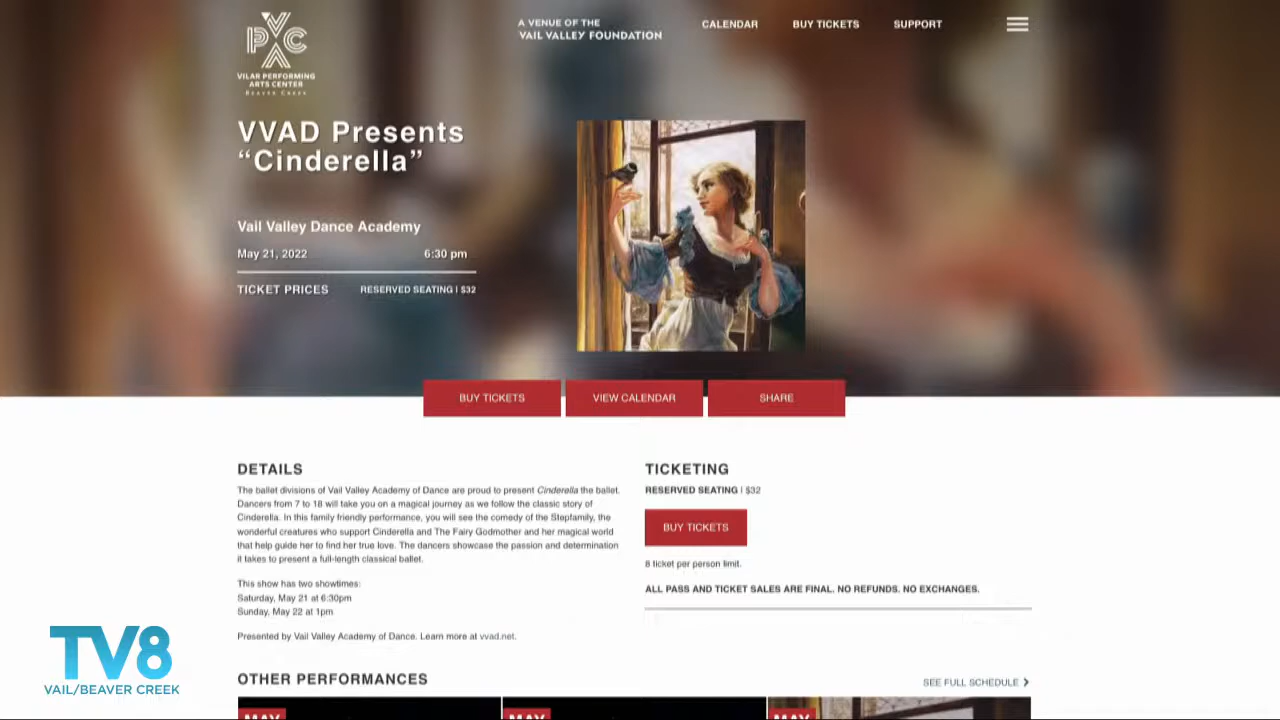 A VENUE OF THE
VAIL VALLEY FOUNDATION
CALENDAR
BUY TICKETS
SUPPORT
PVAC
VILAR PERFORMING
ARTS CENTER
BEAVER CREEK
VVAD Presents
“Cinderella”
Vail Valley Dance Academy
May 21, 2022 6:30 pm
TICKET PRICES RESERVED SEATING | $32
BUY TICKETS
VIEW CALENDAR
SHARE
DETAILS
The ballet divisions of Vail Valley Academy of Dance are proud to present Cinderella the ballet.
Dancers from 7 to 18 will take you on a magical journey as we follow the classic story of
Cinderella. In this family friendly performance, you will see the comedy of the Stepfamily, the
wonderful creatures who support Cinderella and The Fairy Godmother and her magical world
that help guide her to find her true love. The dancers showcase the passion and determination
it takes to present a full-length classical ballet.
This show has two showtimes:
Saturday, May 21 at 6:30pm
Sunday, May 22 at 1pm
Presented by Vail Valley Academy of Dance. Learn more at vvad.net.
TICKETING
RESERVED SEATING | $32
BUY TICKETS
8 ticket per person limit.
ALL PASS AND TICKET SALES ARE FINAL. NO REFUNDS. NO EXCHANGES.
TV8
VAIL/BEAVER CREEK
OTHER PERFORMANCES
SEE FULL SCHEDULE
MAY
MAY
MAY